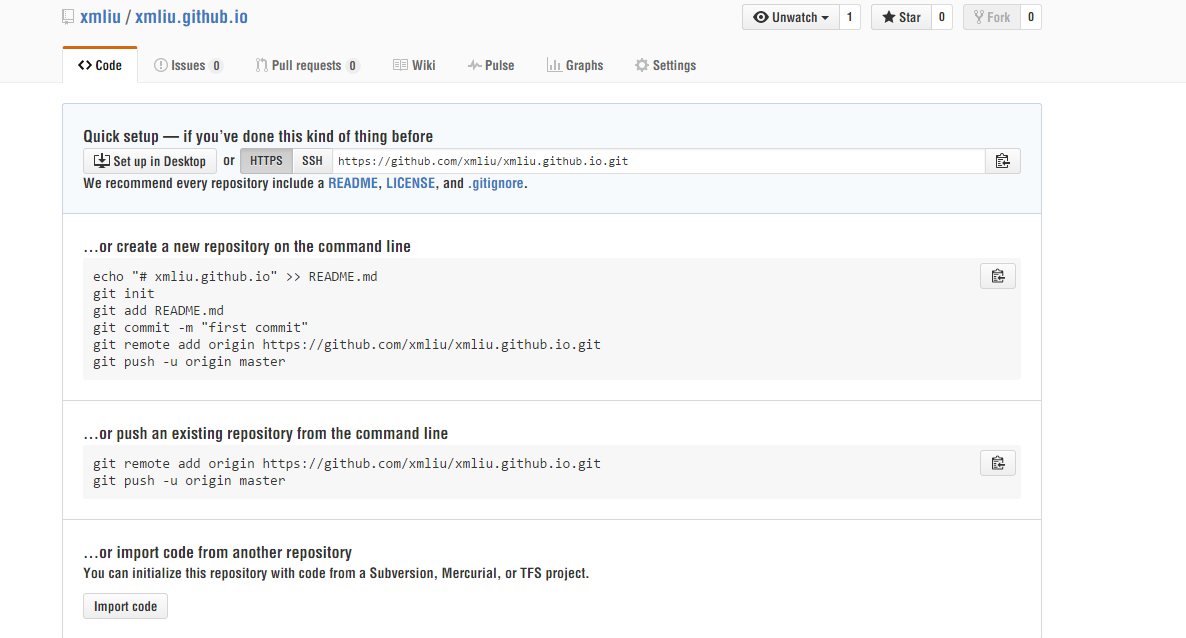 xmliu / xmliu.github.io
Unwatch 1 Star 0 Fork 0
Code Issues 0 Pull requests 0 Wiki Pulse Graphs Settings
Quick setup — if you've done this kind of thing before
Set up in Desktop or HTTPS SSH https://github.com/xmliu/xmliu.github.io.git
We recommend every repository include a README, LICENSE, and .gitignore.
…or create a new repository on the command line
echo "# xmliu.github.io" >> README.md
git init
git add README.md
git commit -m "first commit"
git remote add origin https://github.com/xmliu/xmliu.github.io.git
git push -u origin master
…or push an existing repository from the command line
git remote add origin https://github.com/xmliu/xmliu.github.io.git
git push -u origin master
…or import code from another repository
You can initialize this repository with code from a Subversion, Mercurial, or TFS project.
Import code